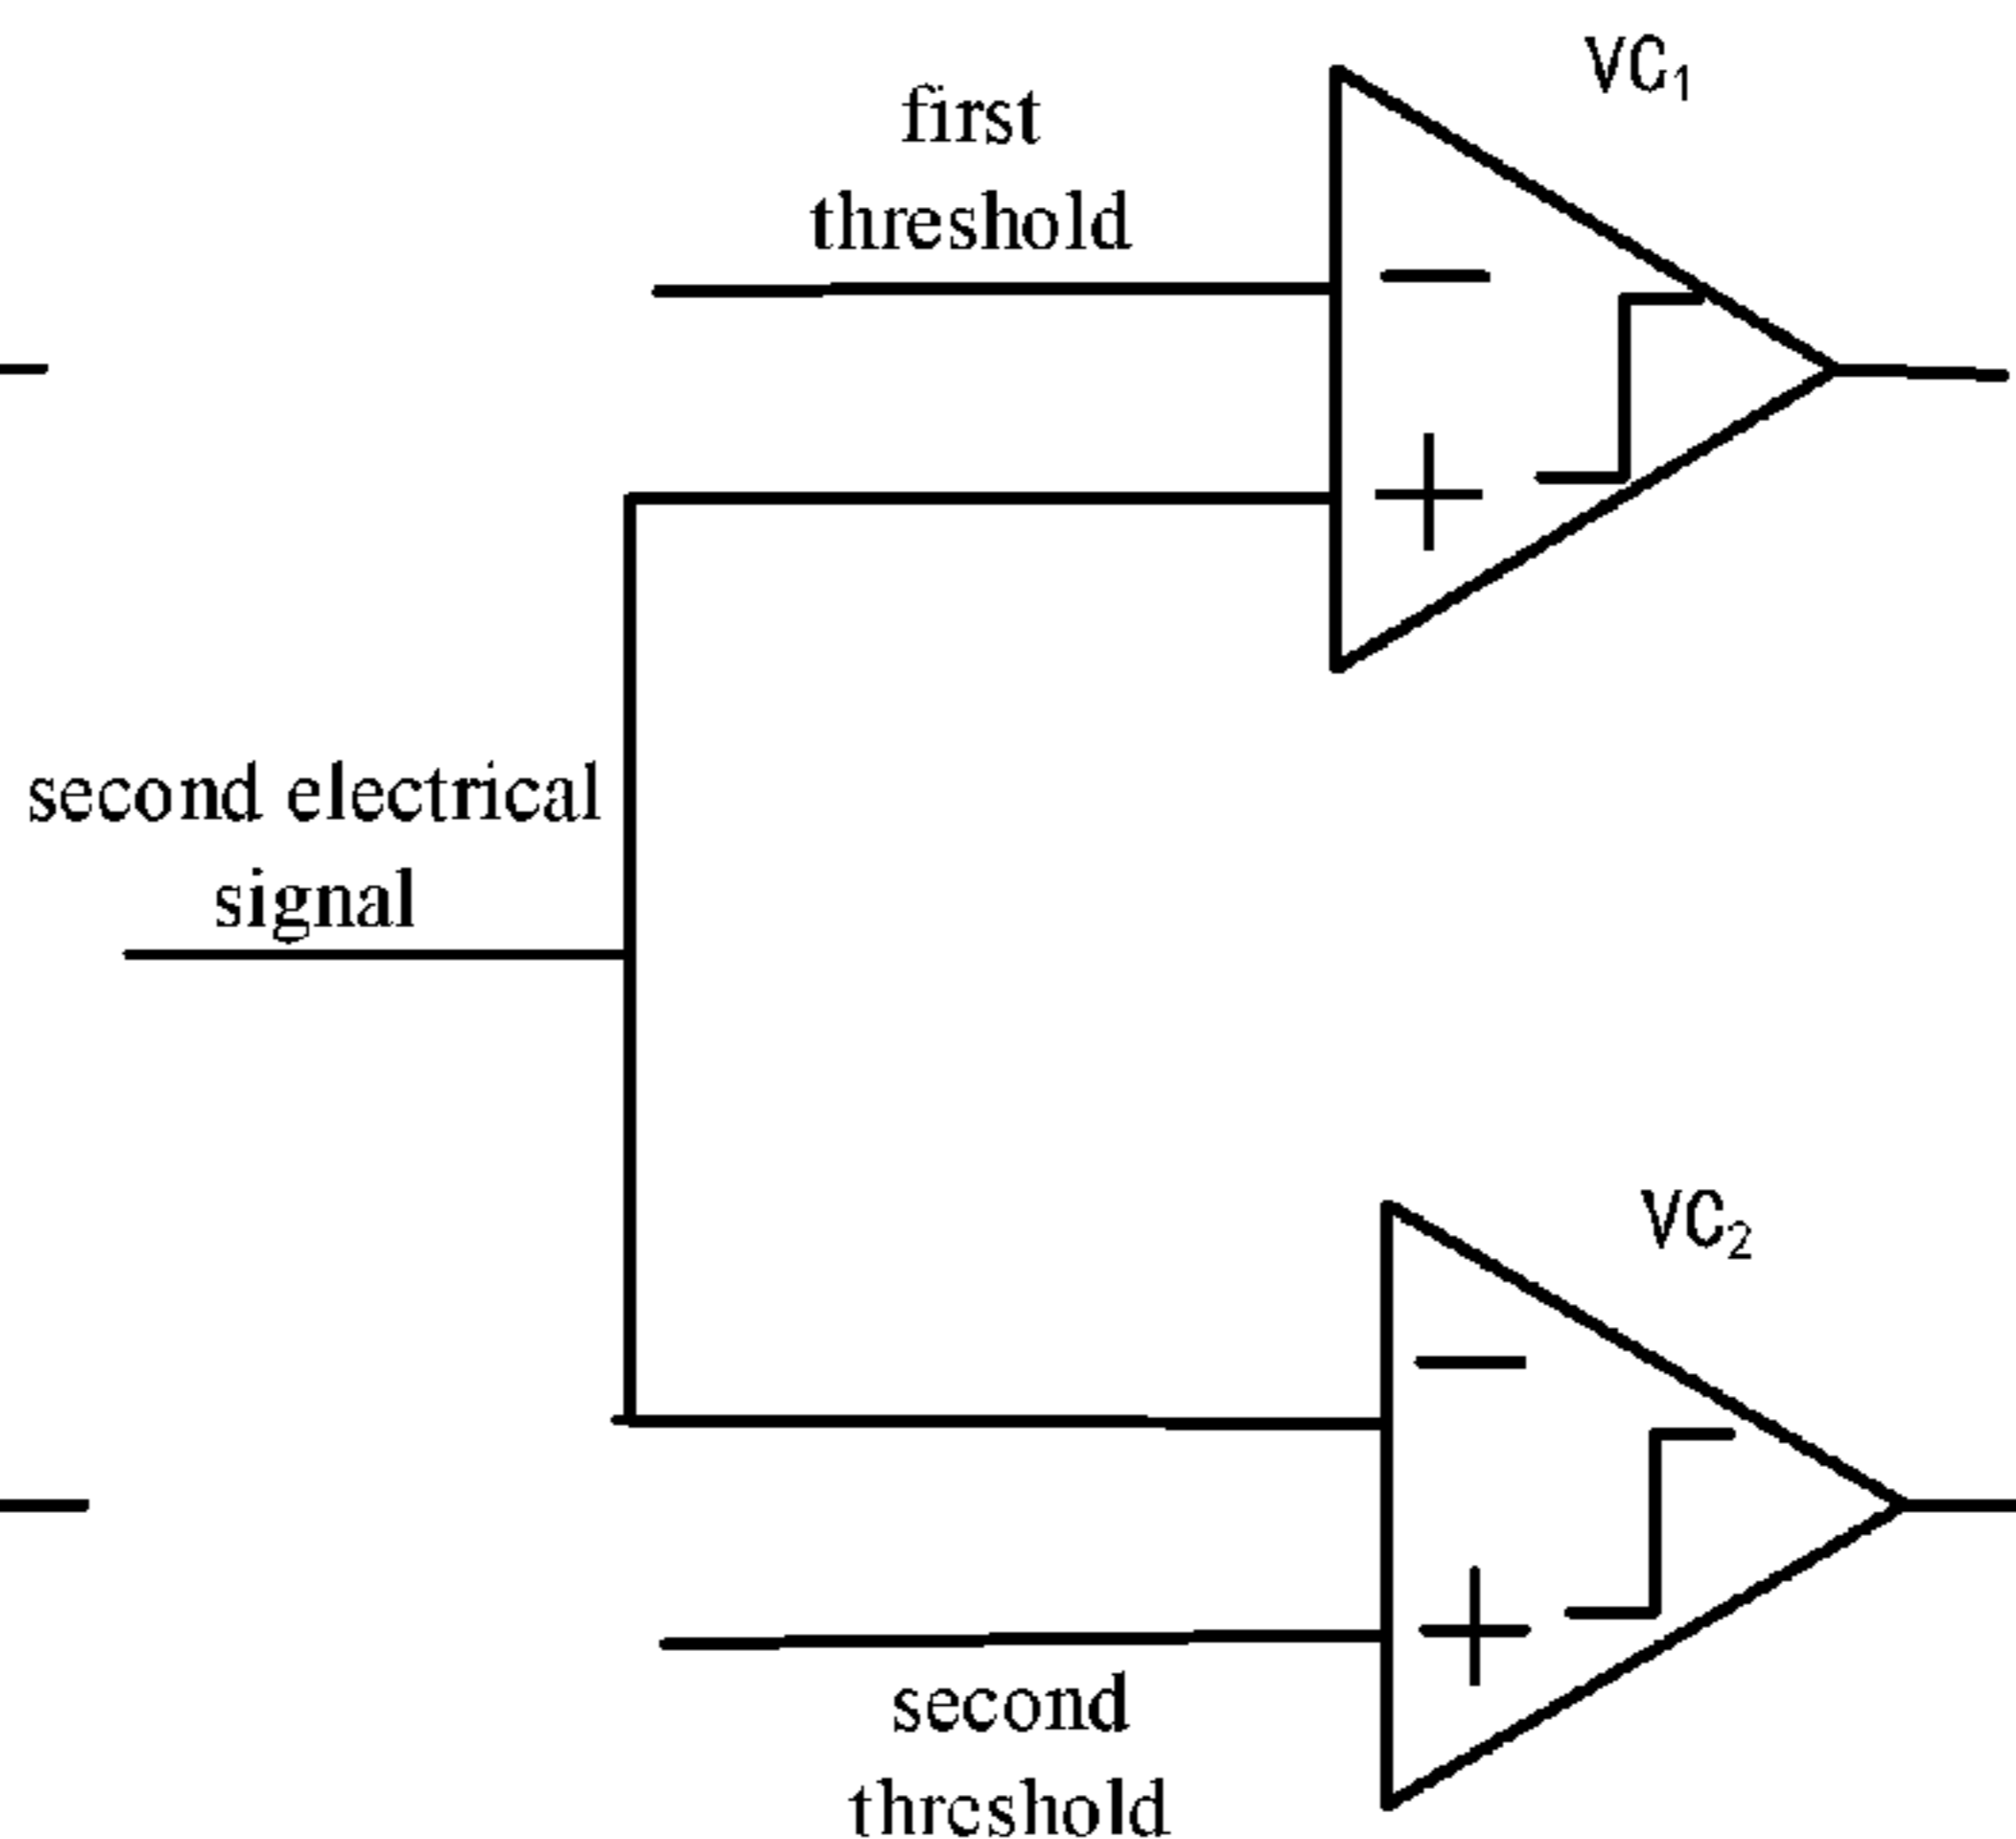 VC₁
first
threshold
second electrical
signal
VC₂
second
threshold